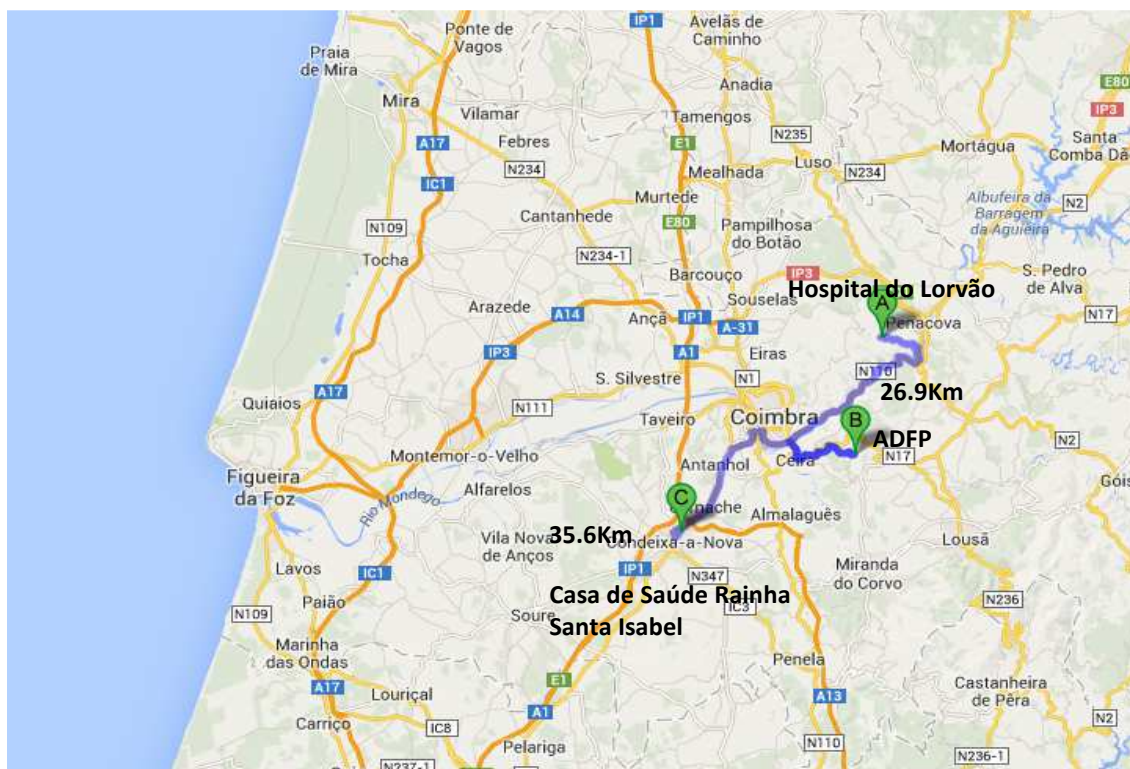 IP1
Avelãs de
Caminho
Ponte de
Vagos
Praia
de Mira
Mira
Anadia
E80
IP3
Vilamar
Tamengos
A17
Febres
E1
N235
Mortágua
Santa
Comba Dão
Luso
N234
Mealhada
N234
IC1
Murtede
Cantanhede
E80
Pampilhosa
do Botão
Albufeira da
Barragem
da Aguieira
N2
N109
N234-1
Tocha
Barcouço
IP3
S. Pedro
de Alva
Hospital do Lorvão
Souselas
A
Arazede
A14
Ançã
IP1
A-31
Penacova
N17
IP3
A1
Eiras
N110
S. Silvestre
N1
26.9Km
A17
Quiaios
N111
Taveiro
Coimbra
B
ADFP
N2
Montemor-o-Velho
Ceira
N17
Antanhol
Figueira
da Foz
Alfarelos
Góis
Rio Mondego
C
Almalaguês
35.6Km
Vila Nova
de Anços
Condeixa-a-Nova
Lousã
Lavos
IC1
IP1
N347
Miranda
do Corvo
Casa de Saúde Rainha
Santa Isabel
N109
Paião
Soure
IC3
N236
Marinha
das Ondas
Penela
E1
A17
Louriçal
A13
Castanheira
de Pêra
Carriço
IC8
A1
N2
Pelariga
N110
N237-1
N236-1